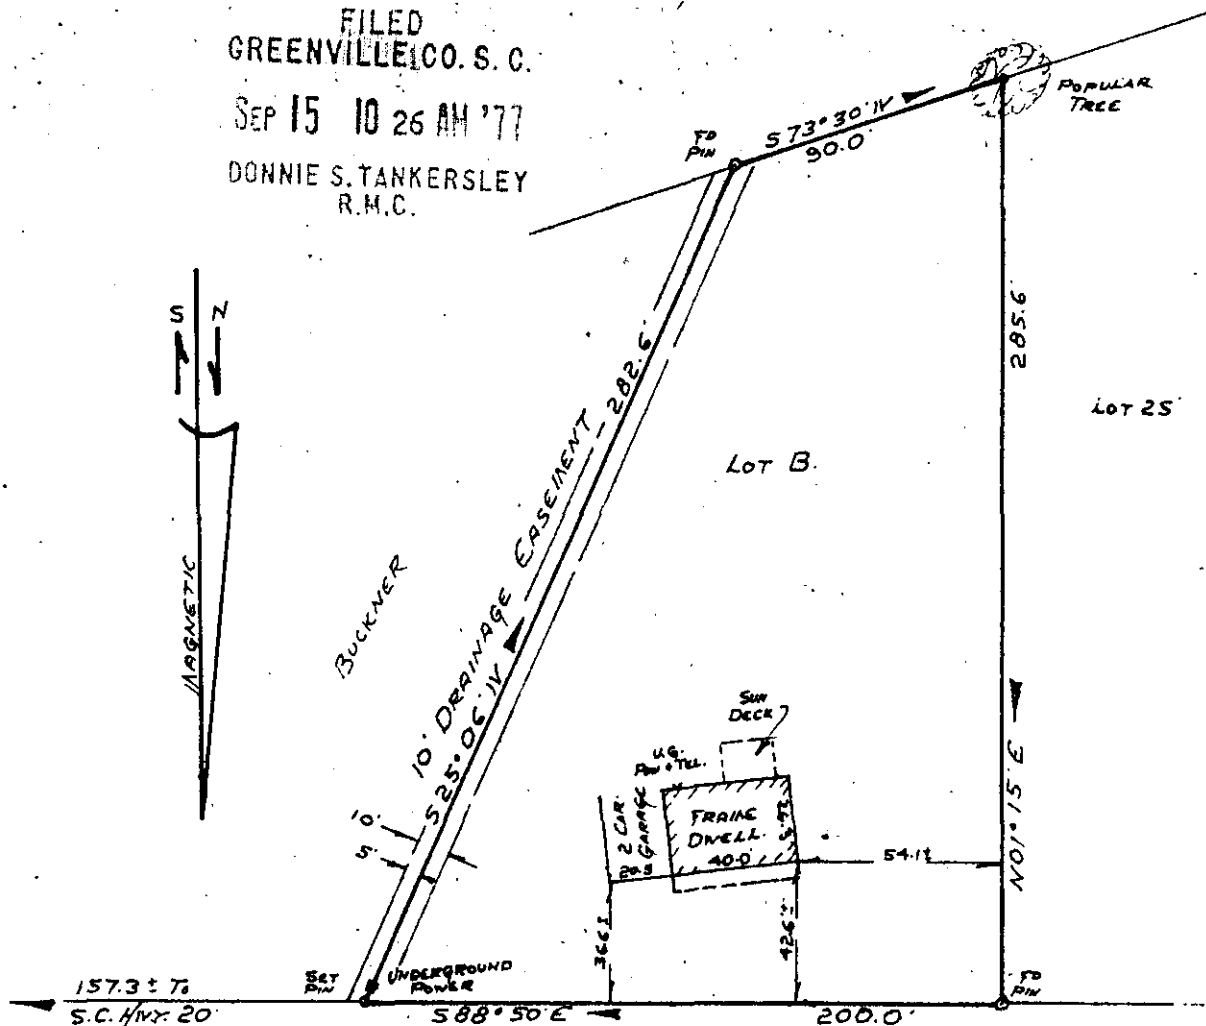 FILED
GREENVILLE CO. S. C.
SEP 15 10 26 AM '77
DONNIE S. TANKERSLEY
R.M.C.
POPULAR
TREE
FD
PIN
S 73° 30' W
90.0'
S N
MAGNETIC
285.6'
LOT 25
LOT B.
10' DRAINAGE EASEMENT
282.6'
S 25° 06' W
BUCKNER
10'
5'
SUN
DECK
U.G.
POW & TEL.
2 CAR.
GARAGE
20.5
FRAME
DWELL.
40.0
54.1±
N01° 15' E
36.6±
42.6±
SET
PIN
UNDERGROUND
POWER
FD
PIN
157.3 ± TO
S.C. HWY. 20
S 88° 50' E
200.0'